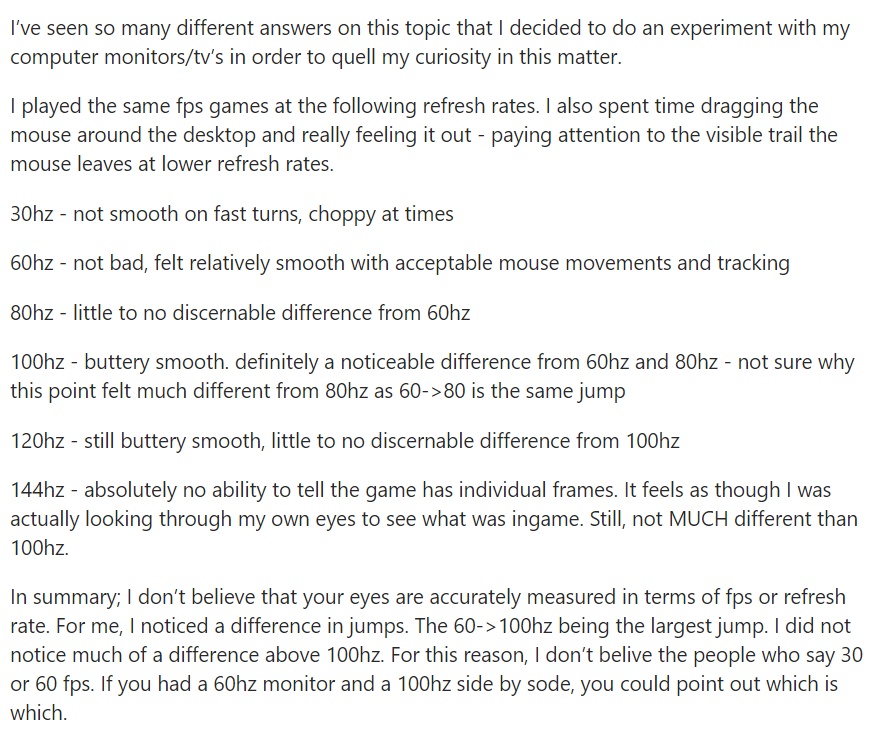 I've seen so many different answers on this topic that I decided to do an experiment with my
computer monitors/tv's in order to quell my curiosity in this matter.
I played the same fps games at the following refresh rates. I also spent time dragging the
mouse around the desktop and really feeling it out - paying attention to the visible trail the
mouse leaves at lower refresh rates.
30hz - not smooth on fast turns, choppy at times
60hz - not bad, felt relatively smooth with acceptable mouse movements and tracking
80hz - little to no discernable difference from 60hz
100hz - buttery smooth. definitely a noticeable difference from 60hz and 80hz - not sure why
this point felt much different from 80hz as 60->80 is the same jump
120hz - still buttery smooth, little to no discernable difference from 100hz
144hz - absolutely no ability to tell the game has individual frames. It feels as though I was
actually looking through my own eyes to see what was ingame. Still, not MUCH different than
100hz.
In summary; I don't believe that your eyes are accurately measured in terms of fps or refresh
rate. For me, I noticed a difference in jumps. The 60->100hz being the largest jump. I did not
notice much of a difference above 100hz. For this reason, I don't belive the people who say 30
or 60 fps. If you had a 60hz monitor and a 100hz side by sode, you could point out which is
which.